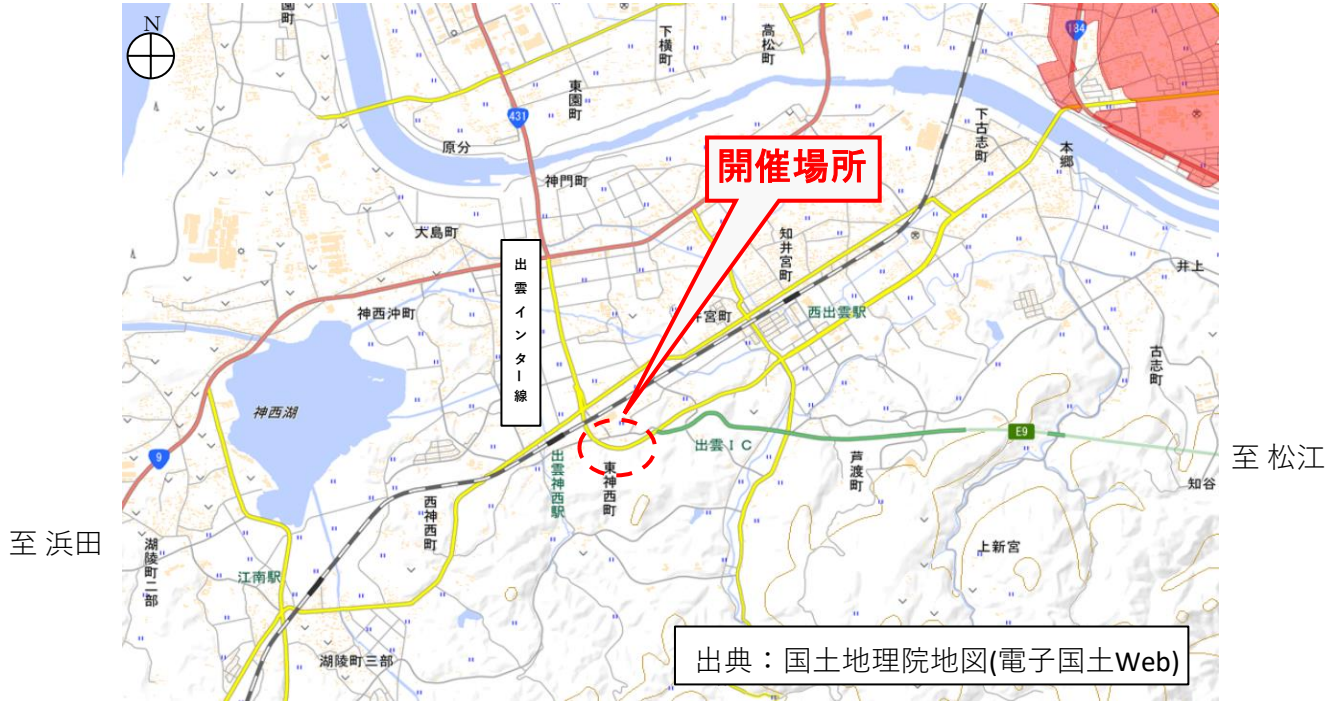 N
町
下横町
高松町
184
東園町
431
原分
下古志町
本郷
開催場所
神門町
大島町
知井宮町
井上
出雲インター線
神西沖町
井宮町
西出雲駅
古志町
神西湖
E9
出雲IC
芦渡町
至 松江
9
出雲神西駅
東神西町
知谷
西神西町
至 浜田
湖陵町二部
上新宮
江南駅
湖陵町三部
出典：国土地理院地図(電子国土Web)